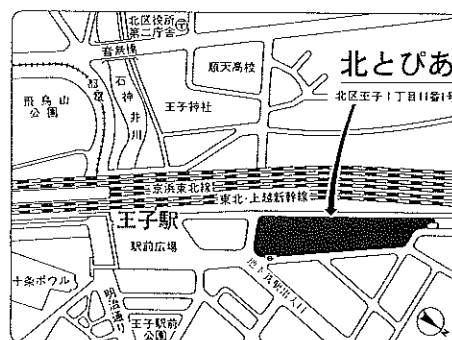 北区役所
第二庁舎
音無橋
順天高校
北とぴあ
北区王子1丁目11番1号
石神井川
王子神社
飛鳥山
公園
京浜東北線
東北・上越新幹線
王子駅
駅前広場
地下鉄駅出入口
十条ボウル
明治通り
王子駅前
公園
N